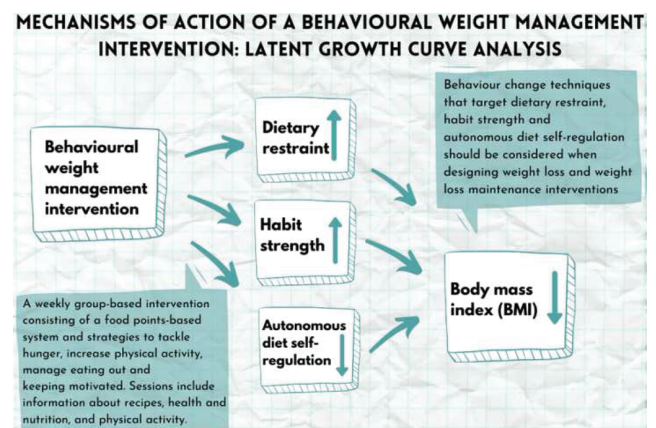 MECHANISMS OF ACTION OF A BEHAVIOURAL WEIGHT MANAGEMENT
INTERVENTION: LATENT GROWTH CURVE ANALYSIS
Behaviour change techniques
that target dietary restraint,
habit strength and
autonomous diet self-regulation
should be considered when
designing weight loss and weight
loss maintenance interventions
Dietary
restraint
Behavioural
weight
management
intervention
Habit
strength
Body mass
index (BMI)
Autonomous
diet self-
regulation
A weekly group-based intervention
consisting of a food points-based
system and strategies to tackle
hunger, increase physical activity,
manage eating out and
keeping motivated. Sessions include
information about recipes, health and
nutrition, and physical activity.